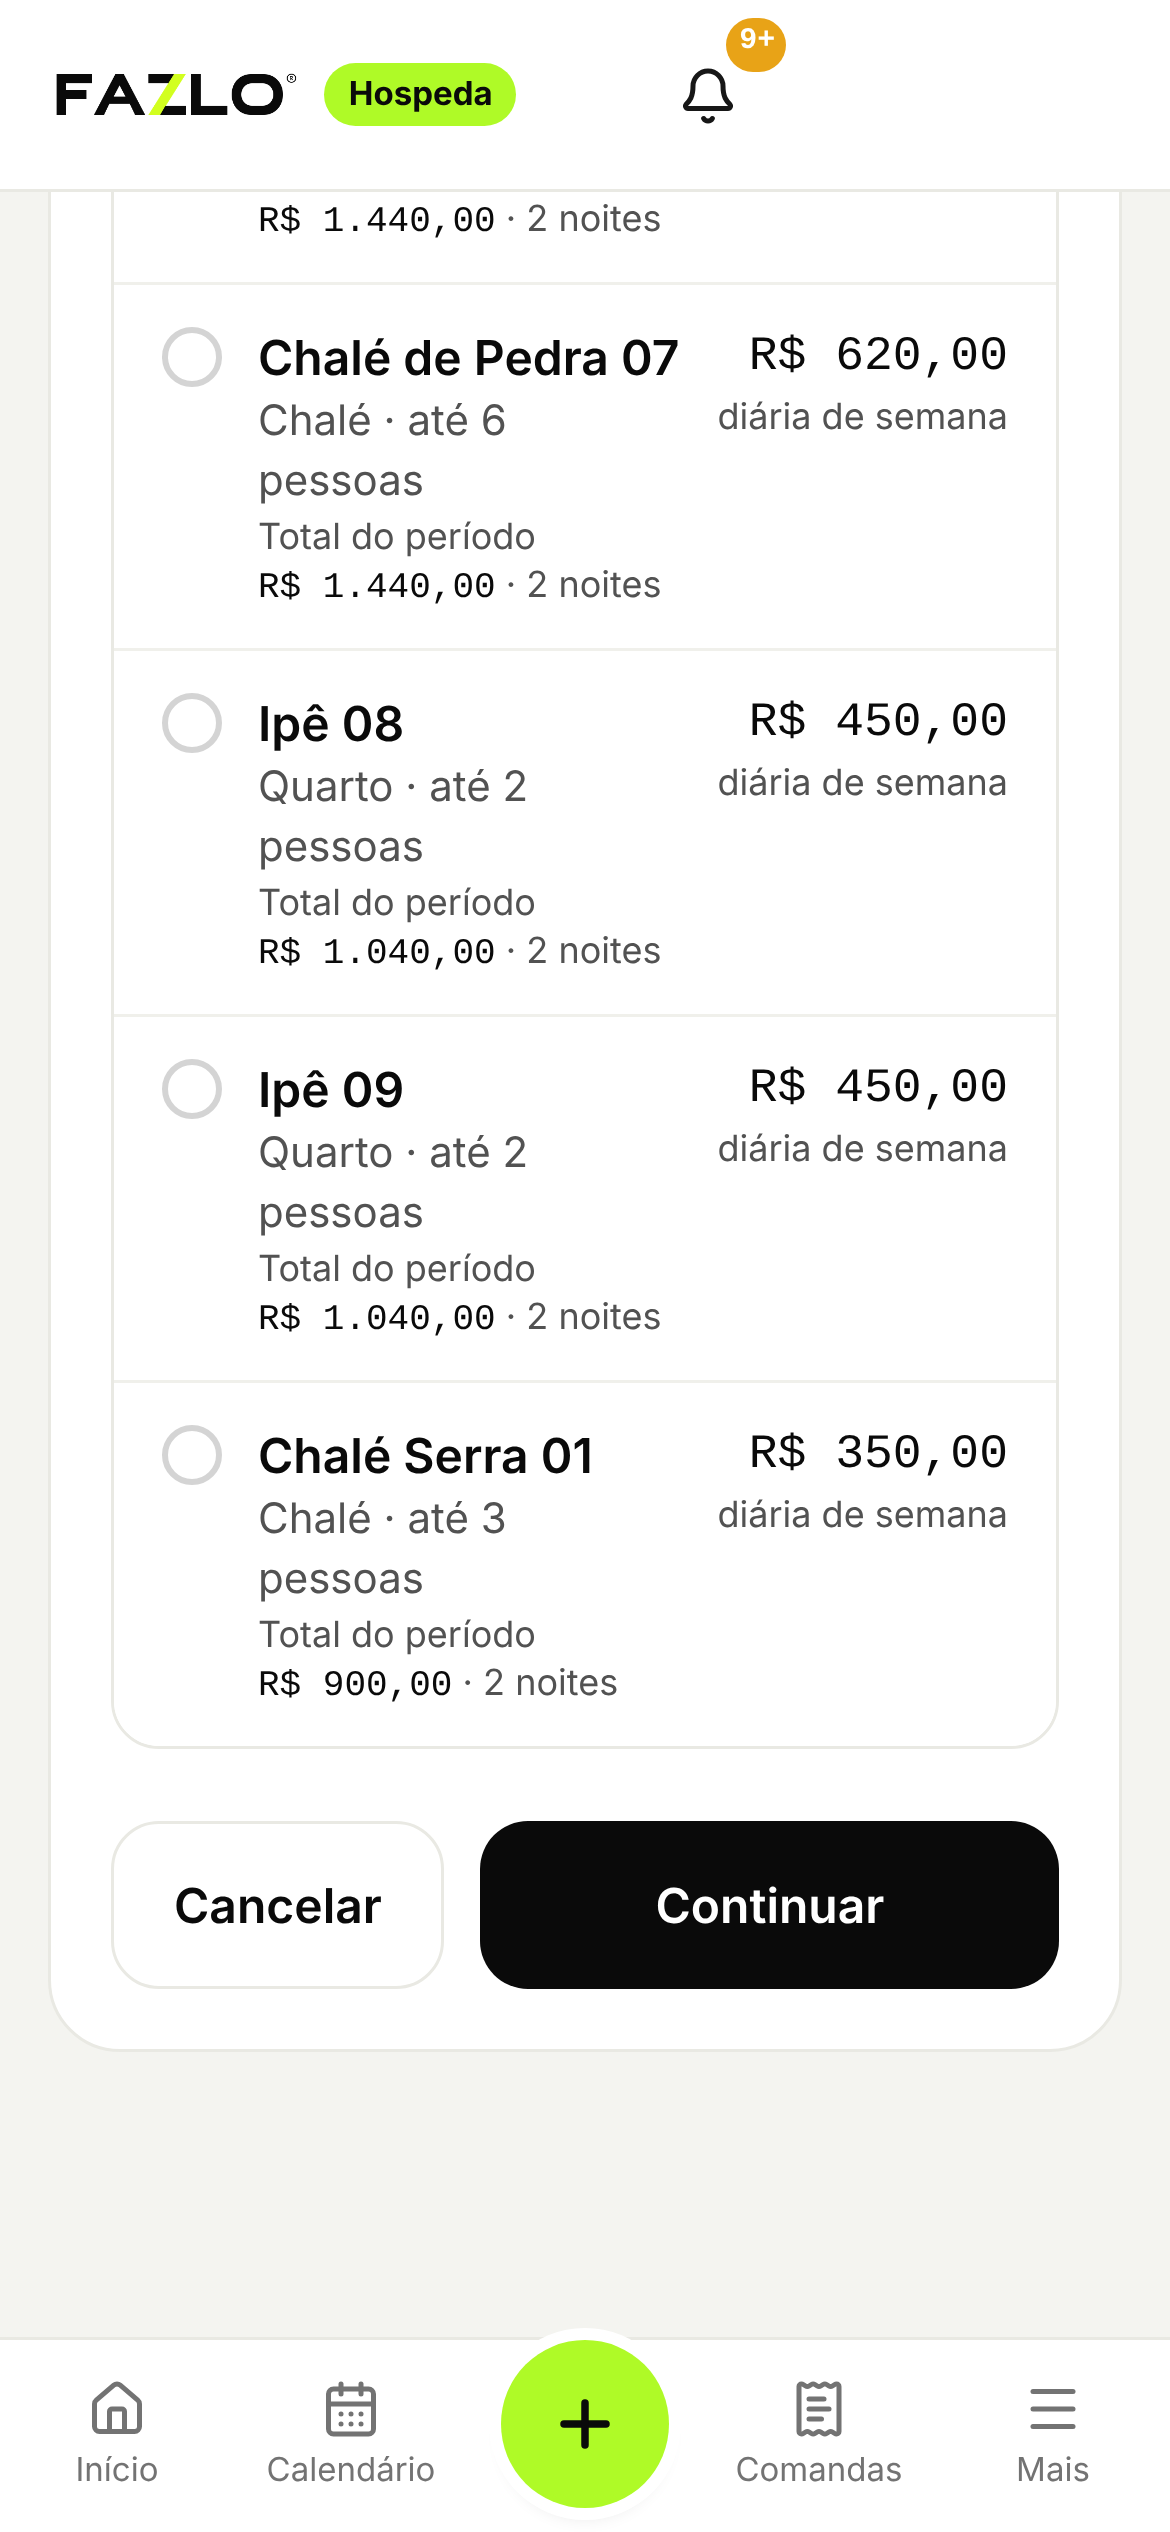 FAZLO®
Hospeda
9+
R$ 1.440,00 · 2 noites
Chalé de Pedra 07
R$ 620,00
Chalé · até 6
diária de semana
pessoas
Total do período
R$ 1.440,00 · 2 noites
Ipê 08
R$ 450,00
Quarto · até 2
diária de semana
pessoas
Total do período
R$ 1.040,00 · 2 noites
Ipê 09
R$ 450,00
Quarto · até 2
diária de semana
pessoas
Total do período
R$ 1.040,00 · 2 noites
Chalé Serra 01
R$ 350,00
Chalé · até 3
diária de semana
pessoas
Total do período
R$ 900,00 · 2 noites
Cancelar
Continuar
Início
Calendário
Comandas
Mais